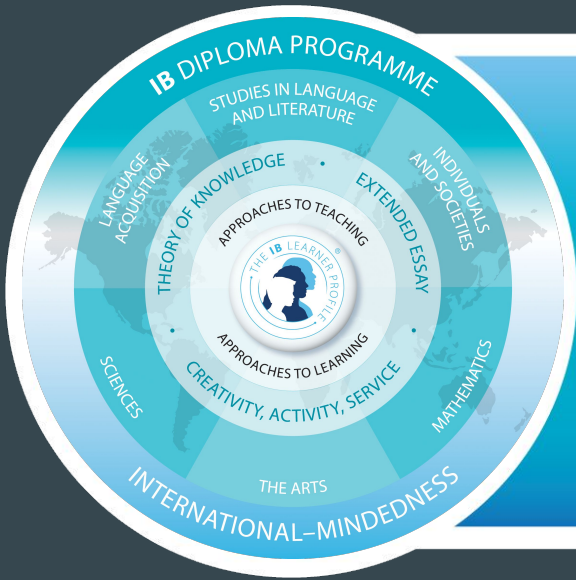 IB DIPLOMA PROGRAMME
STUDIES IN LANGUAGE
AND LITERATURE
LANGUAGE
ACQUISITION
INDIVIDUALS
AND SOCIETIES
THEORY OF KNOWLEDGE
•
EXTENDED ESSAY
APPROACHES TO TEACHING
THE IB LEARNER PROFILE
®
APPROACHES TO LEARNING
•
•
CREATIVITY, ACTIVITY, SERVICE
SCIENCES
MATHEMATICS
THE ARTS
INTERNATIONAL–MINDEDNESS